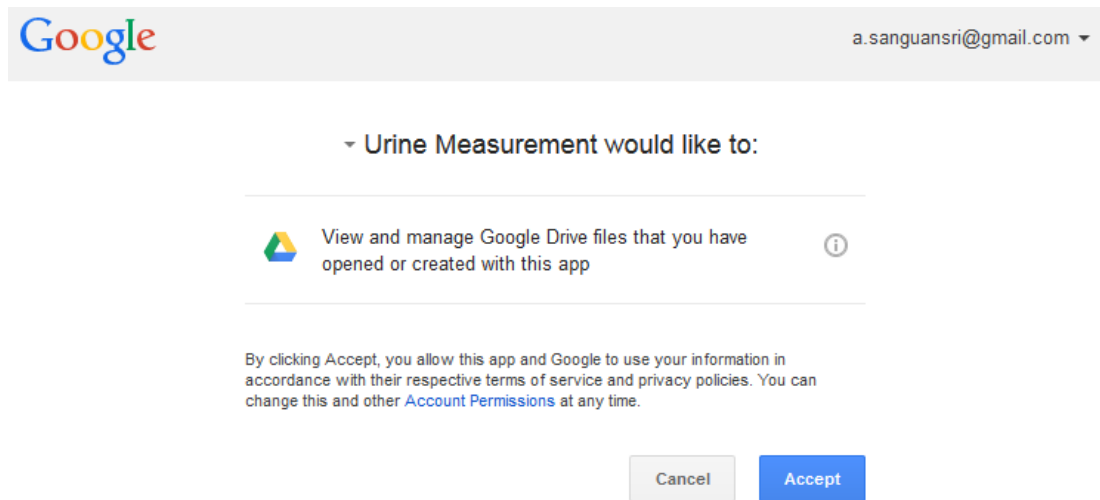 Google
a.sanguansri@gmail.com
Urine Measurement would like to:
View and manage Google Drive files that you have
opened or created with this app
By clicking Accept, you allow this app and Google to use your information in
accordance with their respective terms of service and privacy policies. You can
change this and other Account Permissions at any time.
Cancel
Accept